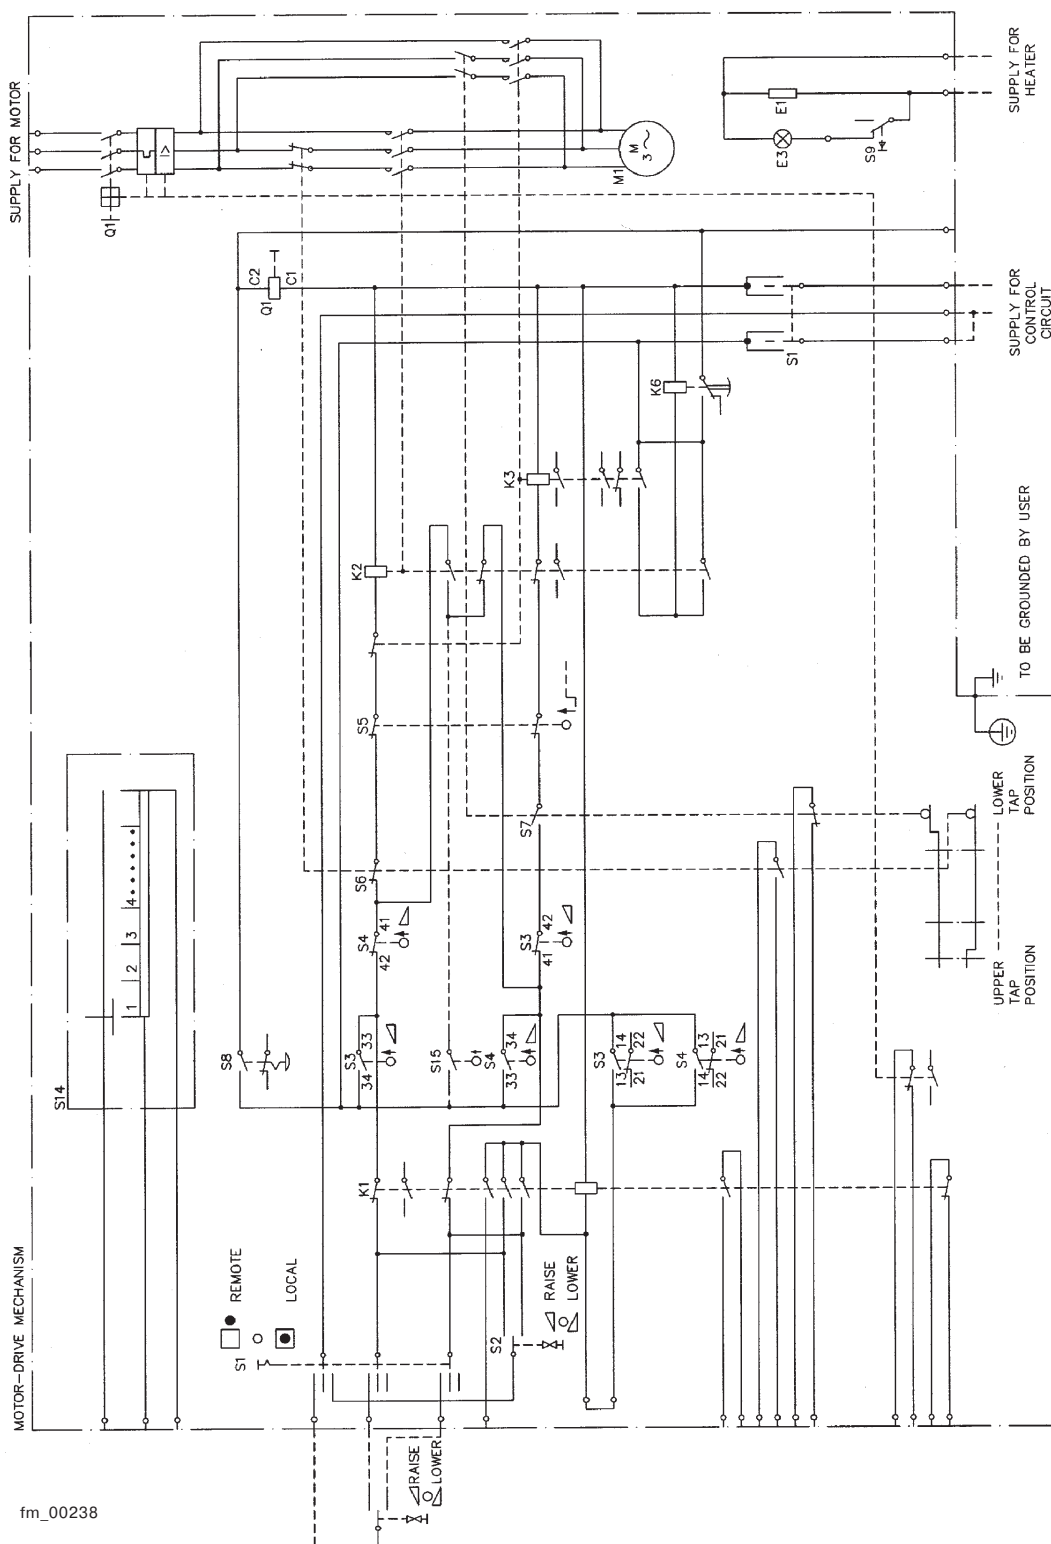 SUPPLY FOR MOTOR
Q1
I>
M
3 ~
M1
E1
E3
S9
SUPPLY FOR
HEATER
C2
Q1
C1
SUPPLY FOR
CONTROL
CIRCUIT
S1
K6
K3
K2
TO BE GROUNDED BY USER
S5
S7
S6
S4
41
42
S3
42
41
LOWER
TAP
POSITION
UPPER
TAP
POSITION
S14
1
2
3
4
S8
S3
33
34
S15
S4
34
33
S3
14
22
13
21
S4
13
21
14
22
K1
MOTOR-DRIVE MECHANISM
REMOTE
LOCAL
S1
S2
RAISE
LOWER
RAISE
LOWER
fm_00238